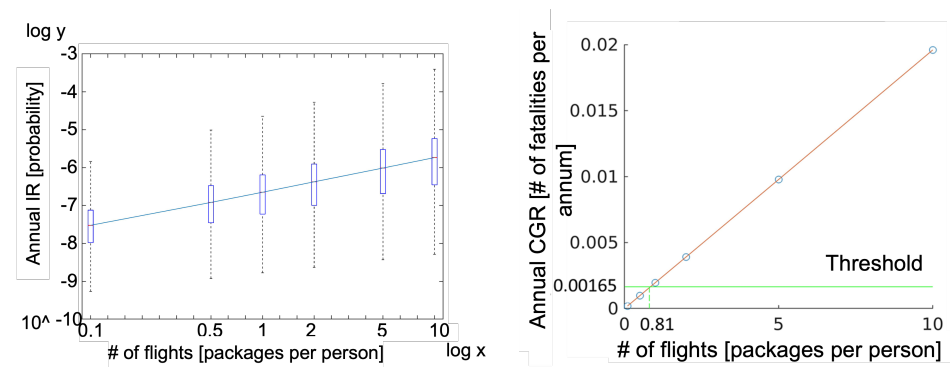 log y
-3
-4
-5
-6
-7
-8
-9
10^ -10
Annual IR [probability]
0.1 0.5 1 2 5 10
# of flights [packages per person]
log x
Annual CGR [# of fatalities per
annum]
0.02
0.015
0.01
0.005
0.00165
0
Threshold
0 0.81 5 10
# of flights [packages per person]